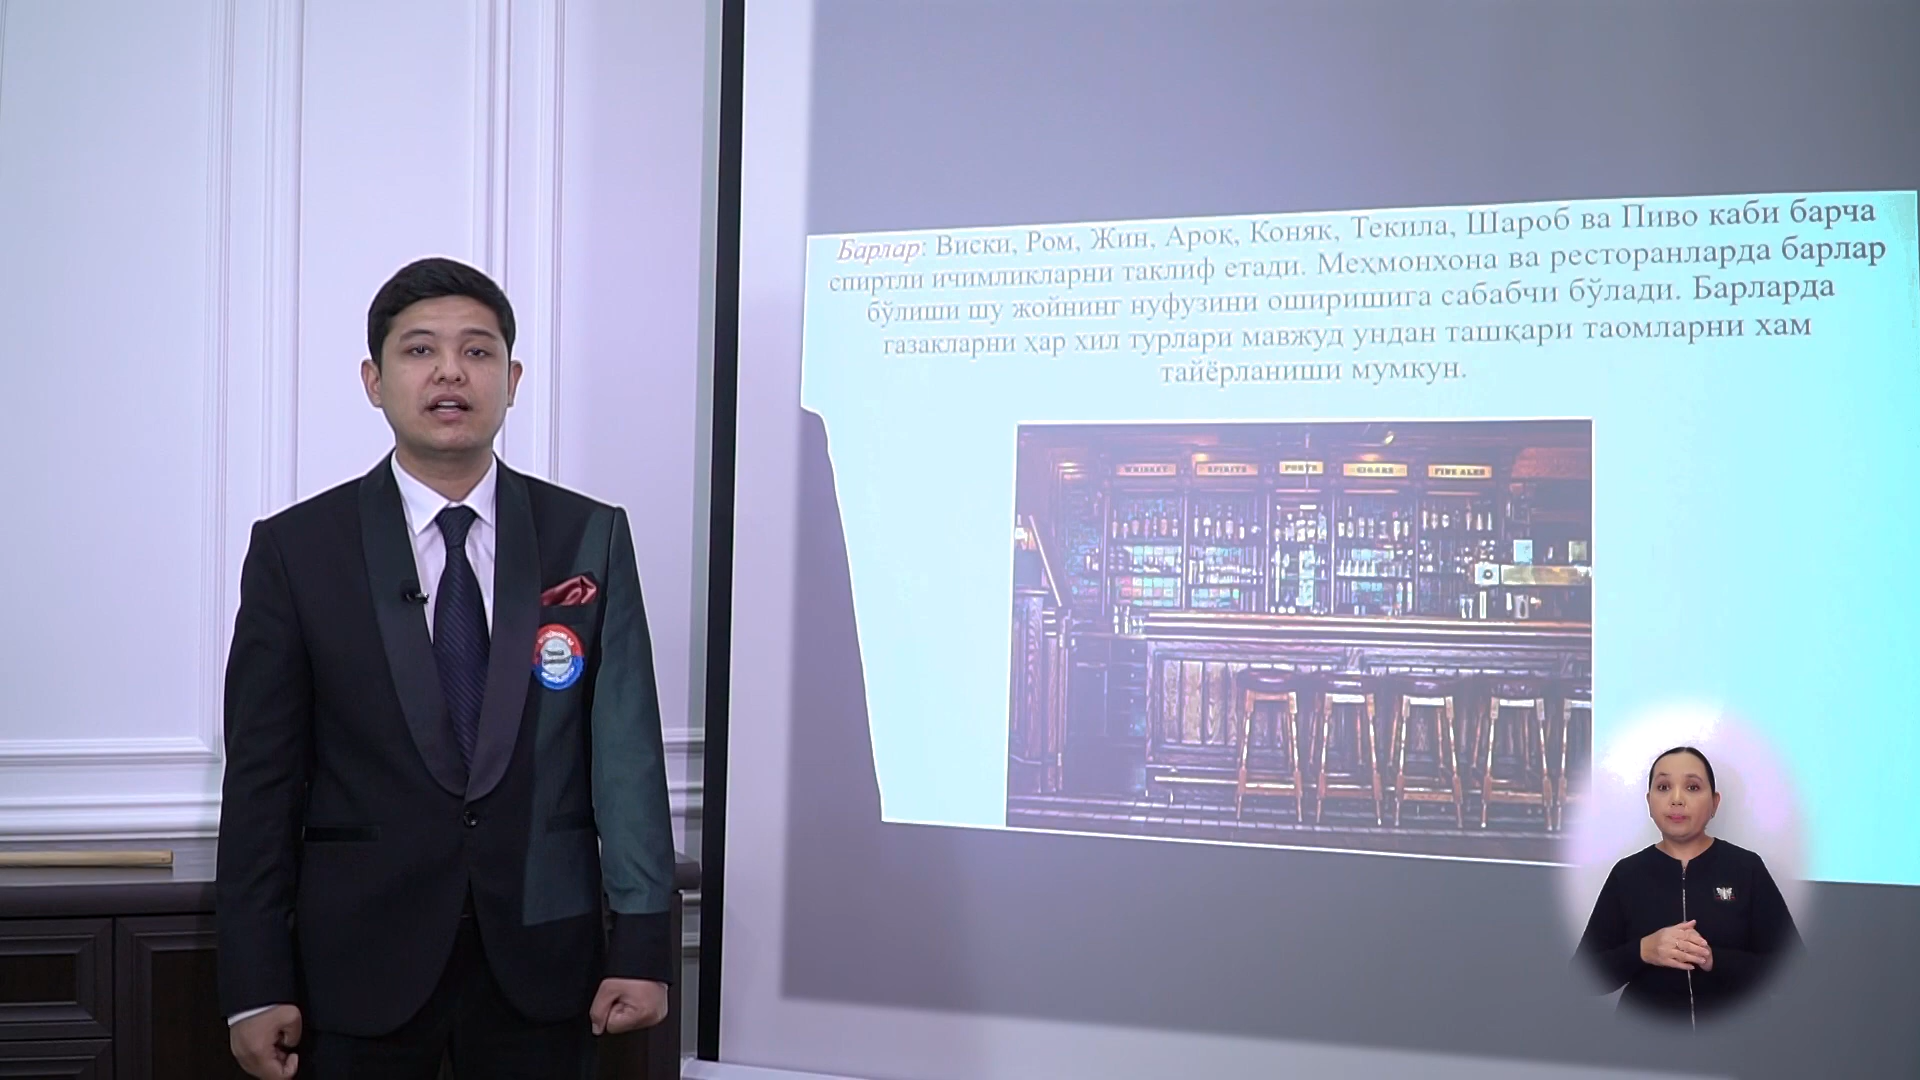 Барлар: Виски, Ром, Жин, Арок, Коняк, Текила, Шароб ва Пиво каби барча
спиртли ичимликларни таклиф етади. Меҳмонхона ва ресторанларда барлар
бўлиши шу жойнинг нуфузини оширишига сабабчи бўлади. Барларда
газакларни ҳар хил турлари мавжуд ундан ташқари таомларни хам
тайёрланиши мумкун.
WHISKEY SPIRITS PORTS CIGARS FINE ALES